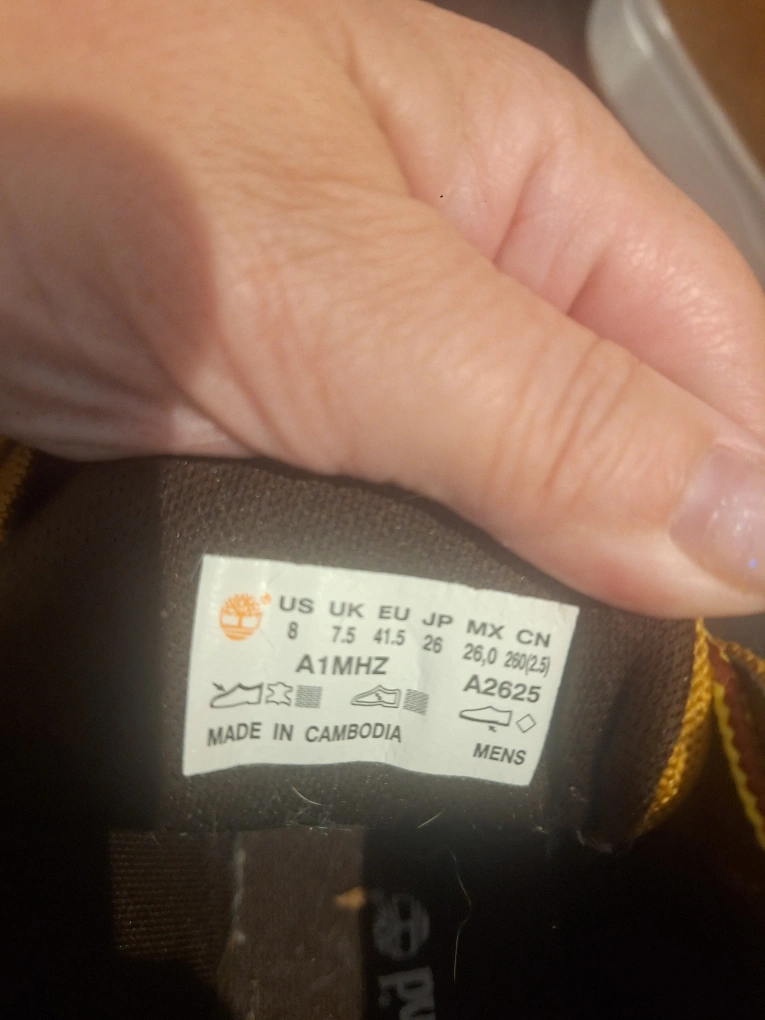 US UK EU JP MX CN
8 7.5 41.5 26 26,0 260(2.5)
A1MHZ A2625
MADE IN CAMBODIA MENS